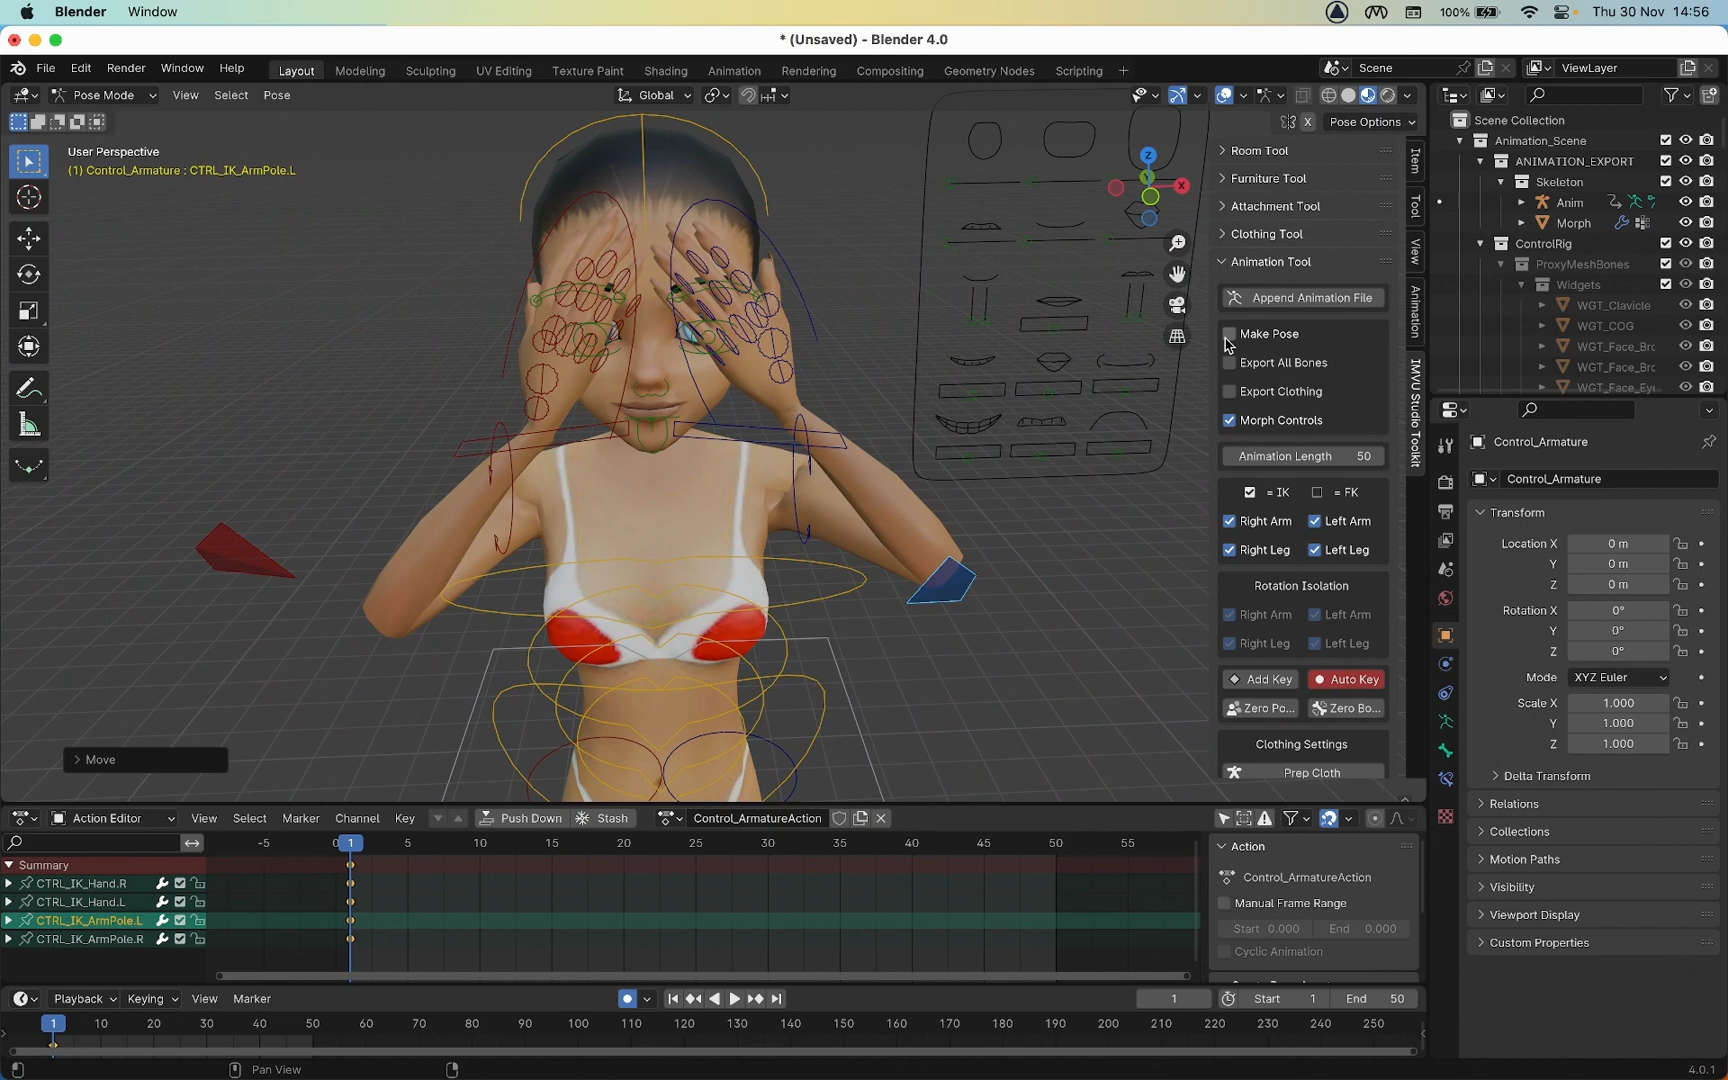 Blender Window 100% Thu 30 Nov 14:56
* (Unsaved) - Blender 4.0
File Edit Render Window Help Layout Modeling Sculpting UV Editing Texture Paint Shading Animation Rendering Compositing Geometry Nodes Scripting + Scene ViewLayer
Pose Mode View Select Pose Global
X Pose Options
User Perspective
(1) Control_Armature : CTRL_IK_ArmPole.L
Z
Y
X
Room Tool
Furniture Tool
Attachment Tool
Clothing Tool
Animation Tool
Append Animation File
Make Pose
Export All Bones
Export Clothing
Morph Controls
Animation Length 50
= IK = FK
Right Arm Left Arm
Right Leg Left Leg
Rotation Isolation
Right Arm Left Arm
Right Leg Left Leg
Add Key Auto Key
Zero Po... Zero Bo...
Clothing Settings
Prep Cloth
Item
Tool
View
Animation
IMVU Studio Toolkit
Scene Collection
Animation_Scene
ANIMATION_EXPORT
Skeleton
Anim
Morph
ControlRig
ProxyMeshBones
Widgets
WGT_Clavicle
WGT_COG
WGT_Face_Brc
WGT_Face_Brc
WGT_Face_Eye
Control_Armature
Control_Armature
Transform
Location X 0 m
Y 0 m
Z 0 m
Rotation X 0°
Y 0°
Z 0°
Mode XYZ Euler
Scale X 1.000
Y 1.000
Z 1.000
Delta Transform
Relations
Collections
Motion Paths
Visibility
Viewport Display
Custom Properties
Move
Action Editor View Select Marker Channel Key Push Down Stash Control_ArmatureAction
-5 0 1 5 10 15 20 25 30 35 40 45 50 55
Summary
CTRL_IK_Hand.R
CTRL_IK_Hand.L
CTRL_IK_ArmPole.L
CTRL_IK_ArmPole.R
Action
Control_ArmatureAction
Manual Frame Range
Start 0.000 End 0.000
Cyclic Animation
Playback Keying View Marker 1 Start 1 End 50
1 10 20 30 40 50 60 70 80 90 100 110 120 130 140 150 160 170 180 190 200 210 220 230 240 250
Pan View 4.0.1